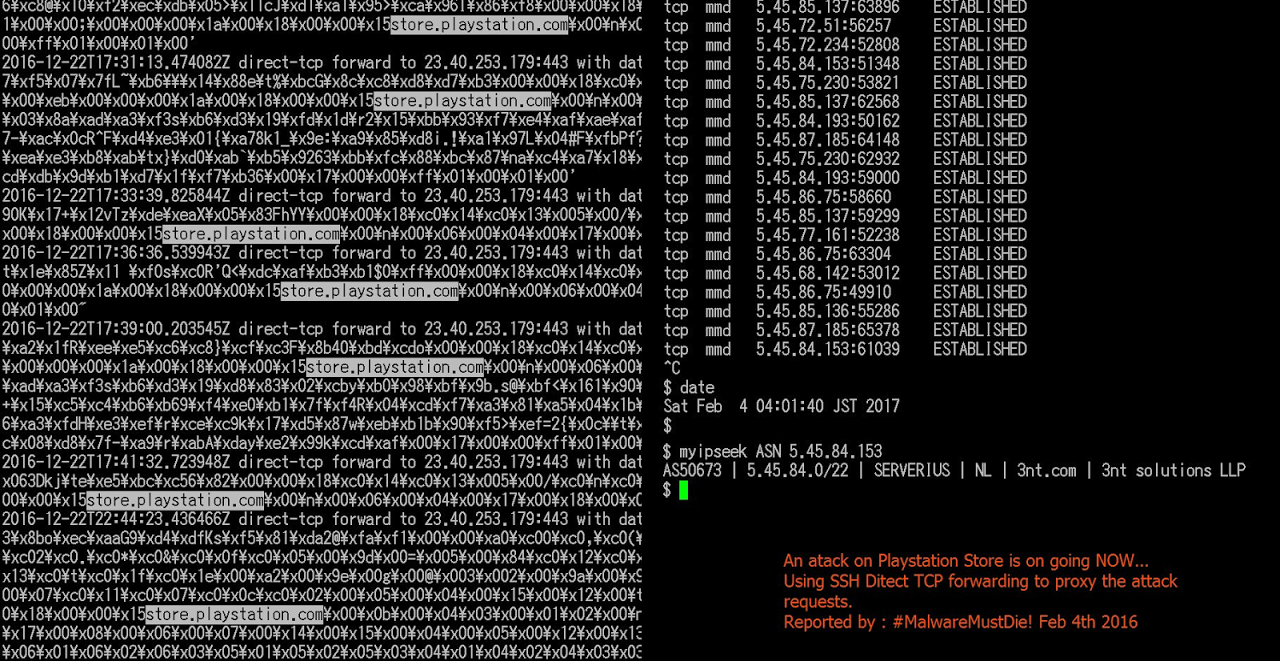 6¥xc8@¥x10¥xf2¥xec¥xdb¥x05>¥x11cJ¥xd1¥xa1¥x95>¥xca¥x961¥x86¥xf8¥x00¥x00¥x18
1¥x00:¥x00¥x00¥x00¥x1a¥x00¥x18¥x00¥x00¥x15store.playstation.com¥x00¥n¥x0
00¥xff¥x01¥x00¥x01¥x00'
2016-12-22T17:31:13.474082Z direct-tcp forward to 23.40.253.179:443 with dat
7¥xf5¥x07¥x7fL~¥xb6¥¥¥x14¥x88e¥t%¥xbcG¥x8c¥xc8¥xd8¥xd7¥xb3¥x00¥x00¥x18¥xc0¥x
¥x00¥xeb¥x00¥x00¥x00¥x1a¥x00¥x18¥x00¥x00¥x15store.playstation.com¥x00¥n¥x00
¥x03¥x8a¥xad¥xa3¥xf3s¥xb6¥xd3¥x19¥xfd¥x1d¥r2¥x15¥xbb¥x93¥xf7¥xe4¥xaf¥xae¥xaf
7-¥xac¥x0cR^F¥xd4¥xe3¥x01{¥xa78k1_¥x9e:¥xa9¥x85¥xd8i.!¥xa1¥x97L¥x04#F¥xfbPf?
¥xea¥xe3¥xb8¥xab¥tx}¥xd0¥xab`¥xb5¥x9263¥xbb¥xfc¥x88¥xbc¥x87¥na¥xc4¥xa7¥x18¥x
cd¥xdb¥x9d¥xb1¥xd7¥x1f¥xf7¥xb36¥x00¥x17¥x00¥x00¥xff¥x01¥x00¥x01¥x00'
2016-12-22T17:33:39.825844Z direct-tcp forward to 23.40.253.179:443 with dat
90K¥x17+¥x12vTz¥xde¥xeaX¥x05¥x83FhYY¥x00¥x00¥x18¥xc0¥x14¥xc0¥x13¥x005¥x00/¥x
x00¥x18¥x00¥x00¥x15store.playstation.com¥x00¥n¥x00¥x06¥x00¥x04¥x00¥x17¥x00¥x
2016-12-22T17:36:36.539943Z direct-tcp forward to 23.40.253.179:443 with dat
t¥x1e¥x85Z¥x11 ¥xf0s¥xc0R'Q<¥xdc¥xaf¥xb3¥xb1$0¥xff¥x00¥x00¥x18¥xc0¥x14¥xc0¥x
0¥x00¥x00¥x1a¥x00¥x18¥x00¥x00¥x15store.playstation.com¥x00¥n¥x00¥x06¥x00¥x04
0¥x01¥x00'
2016-12-22T17:39:00.203545Z direct-tcp forward to 23.40.253.179:443 with dat
¥xa2¥x1fR¥xee¥xe5¥xc6¥xc8}¥xcf¥xc3F¥x8b40¥xbd¥xcdo¥x00¥x00¥x18¥xc0¥x14¥xc0¥x
¥x00¥x00¥x00¥x1a¥x00¥x18¥x00¥x00¥x15store.playstation.com¥x00¥n¥x00¥x06¥x00¥
¥xad¥xa3¥xf3s¥xb6¥xd3¥x19¥xd8¥x83¥x02¥xcby¥xb0¥x98¥xbf¥x9b.s@¥xbf<¥x161¥x90¥
+¥x15¥xc5¥xc4¥xb6¥xb69¥xf4¥xe0¥xb1¥x7f¥xf4R¥x04¥xcd¥xf7¥xa3¥x81¥xa5¥x04¥x1b¥
6¥xa3¥xfdH¥xe3¥xef¥r¥xce¥xc9k¥x17¥xd5¥x87w¥xeb¥xb1b¥x90¥xf5>¥xef=2{¥x0c¥¥t¥x
c¥x08¥xd8¥x7f-¥xa9¥r¥xabA¥xday¥xe2¥x99k¥xcd¥xaf¥x00¥x17¥x00¥x00¥xff¥x01¥x00¥
2016-12-22T17:41:32.723948Z direct-tcp forward to 23.40.253.179:443 with dat
x063Dkj¥te¥xe5¥xbc¥xc56¥x82¥x00¥x00¥x18¥xc0¥x14¥xc0¥x13¥x005¥x00/¥xc0¥n¥xc0¥
00¥x00¥x15store.playstation.com¥x00¥n¥x00¥x06¥x00¥x04¥x00¥x17¥x00¥x18¥x00¥x0
2016-12-22T22:44:23.436466Z direct-tcp forward to 23.40.253.179:443 with dat
3¥x8bo¥xec¥xaaG9¥xd4¥xdfKs¥xf5¥x81¥xda2@¥xfa¥xf1¥x00¥x00¥xa0¥xc00¥xc0,¥xc0(¥
¥xc02¥xc0.¥xc0*¥xc0&¥xc0¥x0f¥xc0¥x05¥x00¥x9d¥x00=¥x005¥x00¥x84¥xc0¥x12¥xc0¥x
x13¥xc0¥t¥xc0¥x1f¥xc0¥x1e¥x00¥xa2¥x00¥x9e¥x00g¥x00@¥x003¥x002¥x00¥x9a¥x00¥x9
00¥x07¥xc0¥x11¥xc0¥x07¥xc0¥x0c¥xc0¥x02¥x00¥x05¥x00¥x04¥x00¥x15¥x00¥x12¥x00¥t
0¥x18¥x00¥x00¥x15store.playstation.com¥x00¥x0b¥x00¥x04¥x03¥x00¥x01¥x02¥x00¥n
¥x17¥x00¥x08¥x00¥x06¥x00¥x07¥x00¥x14¥x00¥x15¥x00¥x04¥x00¥x05¥x00¥x12¥x00¥x13
¥x06¥x01¥x06¥x02¥x06¥x03¥x05¥x01¥x05¥x02¥x05¥x03¥x04¥x01¥x04¥x02¥x04¥x03¥x03
tcp mmd 5.45.85.137:63896 ESTABLISHED
tcp mmd 5.45.72.51:56257 ESTABLISHED
tcp mmd 5.45.72.234:52808 ESTABLISHED
tcp mmd 5.45.84.153:51348 ESTABLISHED
tcp mmd 5.45.75.230:53821 ESTABLISHED
tcp mmd 5.45.85.137:62568 ESTABLISHED
tcp mmd 5.45.84.193:50162 ESTABLISHED
tcp mmd 5.45.87.185:64148 ESTABLISHED
tcp mmd 5.45.75.230:62932 ESTABLISHED
tcp mmd 5.45.84.193:59000 ESTABLISHED
tcp mmd 5.45.86.75:58660 ESTABLISHED
tcp mmd 5.45.85.137:59299 ESTABLISHED
tcp mmd 5.45.77.161:52238 ESTABLISHED
tcp mmd 5.45.86.75:63304 ESTABLISHED
tcp mmd 5.45.68.142:53012 ESTABLISHED
tcp mmd 5.45.86.75:49910 ESTABLISHED
tcp mmd 5.45.85.136:55286 ESTABLISHED
tcp mmd 5.45.87.185:65378 ESTABLISHED
tcp mmd 5.45.84.153:61039 ESTABLISHED
^C
$ date
Sat Feb 4 04:01:40 JST 2017
$
$ myipseek ASN 5.45.84.153
AS50673 | 5.45.84.0/22 | SERVERIUS | NL | 3nt.com | 3nt solutions LLP
$
An atack on Playstation Store is on going NOW...
Using SSH Ditect TCP forwarding to proxy the attack
requests.
Reported by : #MalwareMustDie! Feb 4th 2016